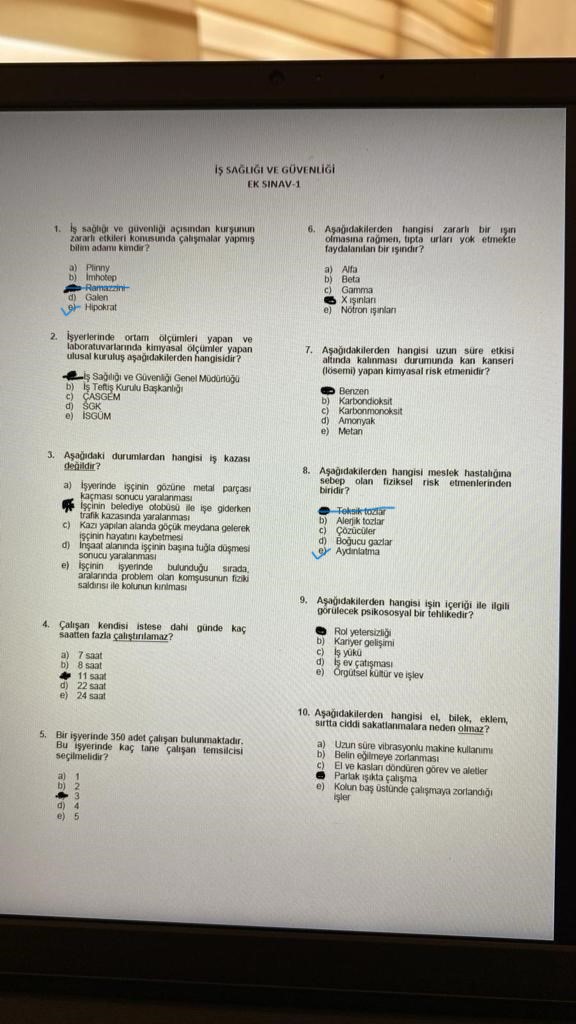 İŞ SAĞLIĞI VE GÜVENLİĞİ
EK SINAV-1
1. İş sağlığı ve güvenliği açısından kurşunun
zararlı etkileri konusunda çalışmalar yapmış
bilim adamı kimdir?
a) Plinny
b) İmhotep
Ramazzini
d) Galen
e) Hipokrat
2. İşyerlerinde ortam ölçümleri yapan ve
laboratuvarlarında kimyasal ölçümler yapan
ulusal kuruluş aşağıdakilerden hangisidir?
İş Sağılığı ve Güvenliği Genel Müdürlüğü
b) İş Teftiş Kurulu Başkanlığı
c) ÇASGEM
d) SGK
e) İSGÜM
3. Aşağıdaki durumlardan hangisi iş kazası
değildir?
a) İşyerinde işçinin gözüne metal parçası
kaçması sonucu yaralanması
İşçinin belediye otobüsü ile işe giderken
trafik kazasında yaralanması
c) Kazı yapılan alanda göçük meydana gelerek
işçinin hayatını kaybetmesi
d) İnşaat alanında işçinin başına tuğla düşmesi
sonucu yaralanması
e) İşçinin işyerinde bulunduğu sırada,
aralarında problem olan komşusunun fiziki
saldırısı ile kolunun kırılması
4. Çalışan kendisi istese dahi günde kaç
saatten fazla çalıştırılamaz?
a) 7 saat
b) 8 saat
11 saat
d) 22 saat
e) 24 saat
5. Bir işyerinde 350 adet çalışan bulunmaktadır.
Bu işyerinde kaç tane çalışan temsilcisi
seçilmelidir?
a) 1
b) 2
3
d) 4
e) 5
6. Aşağıdakilerden hangisi zararlı bir ışın
olmasına rağmen, tıpta urları yok etmekte
faydalanılan bir ışındır?
a) Alfa
b) Beta
c) Gamma
X ışınları
e) Nötron ışınları
7. Aşağıdakilerden hangisi uzun süre etkisi
altında kalınması durumunda kan kanseri
(lösemi) yapan kimyasal risk etmenidir?
Benzen
b) Karbondioksit
c) Karbonmonoksit
d) Amonyak
e) Metan
8. Aşağıdakilerden hangisi meslek hastalığına
sebep olan fiziksel risk etmenlerinden
biridir?
Toksik tozlar
b) Alerjik tozlar
c) Çözücüler
d) Boğucu gazlar
e) Aydınlatma
9. Aşağıdakilerden hangisi işin içeriği ile ilgili
görülecek psikososyal bir tehlikedir?
Rol yetersizliği
b) Kariyer gelişimi
c) İş yükü
d) İş ev çatışması
e) Örgütsel kültür ve işlev
10. Aşağıdakilerden hangisi el, bilek, eklem,
sırtta ciddi sakatlanmalara neden olmaz?
a) Uzun süre vibrasyonlu makine kullanımı
b) Belin eğilmeye zorlanması
c) El ve kasları döndüren görev ve aletler
Parlak ışıkta çalışma
e) Kolun baş üstünde çalışmaya zorlandığı
işler